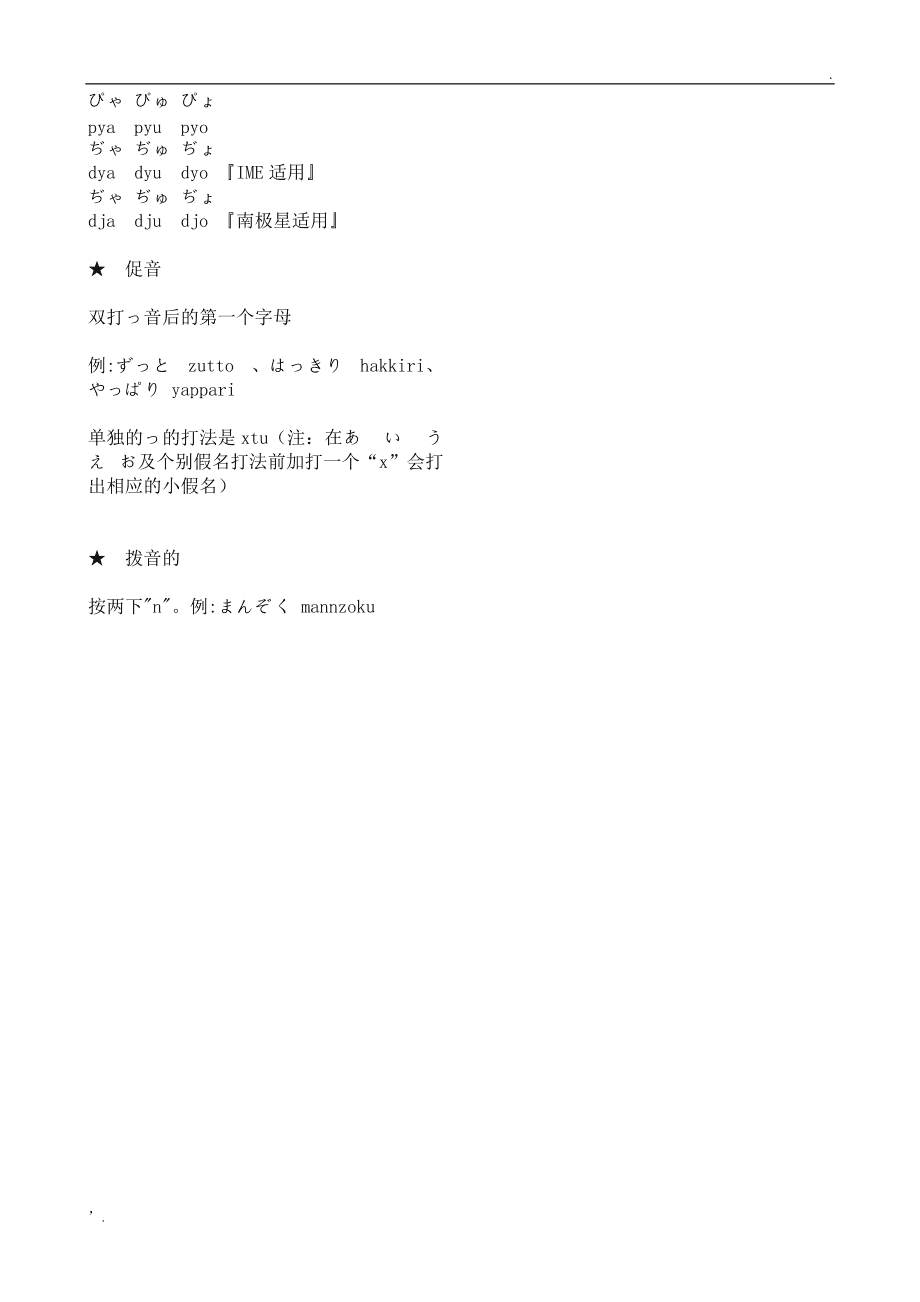 .
ぴゃ ぴゅ ぴょ
pya pyu pyo
ぢゃ ぢゅ ぢょ
dya dyu dyo 『IME 适用』
ぢゃ ぢゅ ぢょ
dja dju djo 『南极星适用』
★ 促音
双打っ音后的第一个字母
例:ずっと zutto 、はっきり hakkiri、
やっぱり yappari
单独的っ的打法是 xtu（注：在あ い う
え お及个别假名打法前加打一个“x”会打
出相应的小假名）
★ 拨音的
按两下"n"。例:まんぞく mannzoku
’.